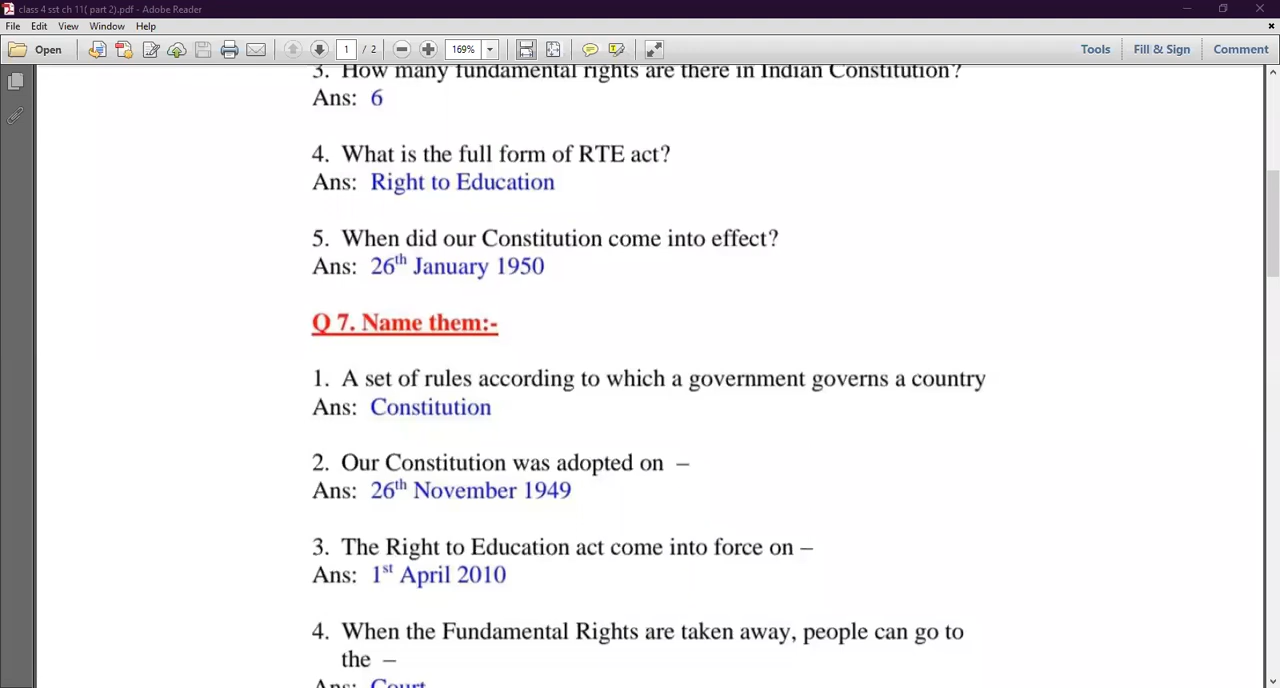 class 4 sst ch 11( part 2).pdf - Adobe Reader
File Edit View Window Help
Open 1 / 2 169% Tools Fill & Sign Comment
3. How many fundamental rights are there in Indian Constitution?
Ans: 6
4. What is the full form of RTE act?
Ans: Right to Education
5. When did our Constitution come into effect?
Ans: 26th January 1950
Q 7. Name them:-
1. A set of rules according to which a government governs a country
Ans: Constitution
2. Our Constitution was adopted on –
Ans: 26th November 1949
3. The Right to Education act come into force on –
Ans: 1st April 2010
4. When the Fundamental Rights are taken away, people can go to
the –
Ans: Court